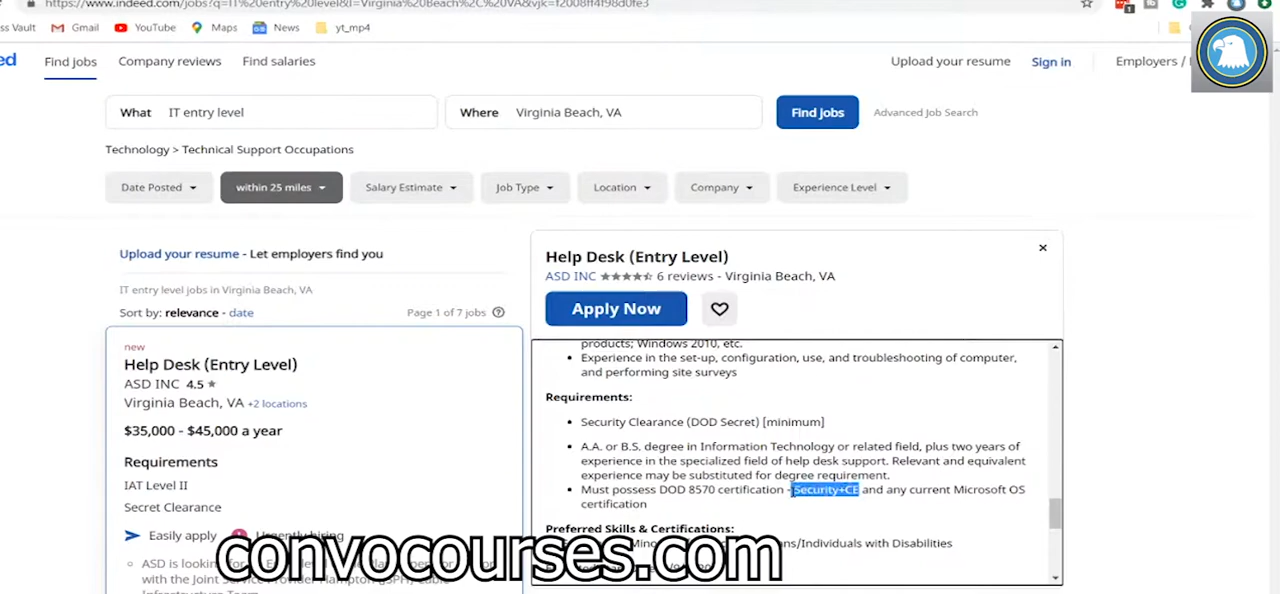 https://www.indeed.com/jobs?q=IT%20entry%20level&l=Virginia%20Beach%2C%20VA&vjk=f2008ff4f98d0fe3
ss Vault Gmail YouTube Maps News yt_mp4
ed Find jobs Company reviews Find salaries Upload your resume Sign in Employers /
What IT entry level Where Virginia Beach, VA Find Jobs Advanced Job Search
Technology > Technical Support Occupations
Date Posted within 25 miles Salary Estimate Job Type Location Company Experience Level
Upload your resume - Let employers find you
IT entry level jobs in Virginia Beach, VA
Sort by: relevance - date Page 1 of 7 jobs
new
Help Desk (Entry Level)
ASD INC 4.5
Virginia Beach, VA +2 locations
$35,000 - $45,000 a year
Requirements
IAT Level II
Secret Clearance
Easily apply Urgently hiring
with the Joint
Help Desk (Entry Level)
ASD INC 6 reviews - Virginia Beach, VA
Apply Now
products; Windows 2010, etc.
Experience in the set-up, configuration, use, and troubleshooting of computer,
and performing site surveys
Requirements:
Security Clearance (DOD Secret) [minimum]
A.A. or B.S. degree in Information Technology or related field, plus two years of
experience in the specialized field of help desk support. Relevant and equivalent
experience may be substituted for degree requirement.
Must possess DOD 8570 certification - Security+CE and any current Microsoft OS
certification
Preferred Skills & Certifications:
/Individuals with Disabilities
convocourses.com